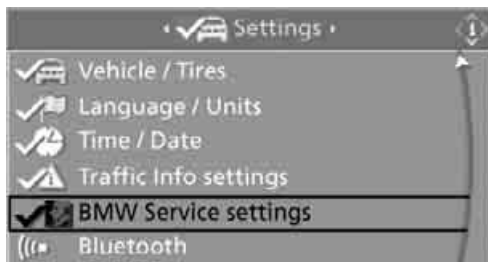 Settings
Vehicle / Tires
Language / Units
Time / Date
Traffic Info settings
BMW Service settings
Bluetooth